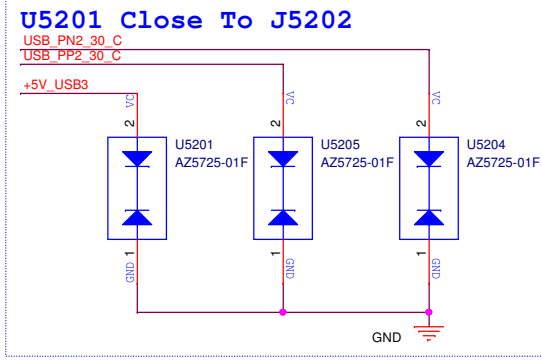 U5201 Close To J5202
USB_PN2_30_C
USB_PP2_30_C
+5V_USB3
VC
VC
VC
2
2
2
U5201
AZ5725-01F
U5205
AZ5725-01F
U5204
AZ5725-01F
1
1
1
GND
GND
GND
GND